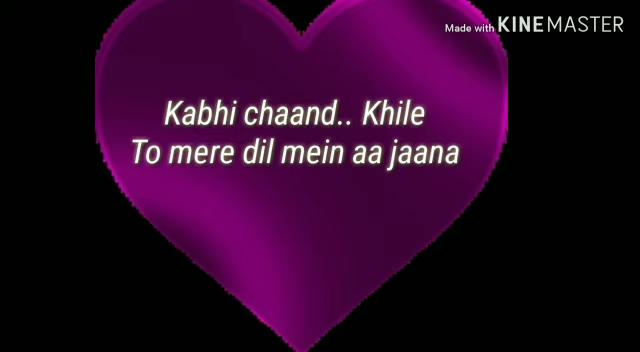 Made with KINEMASTER
Kabhi chaand.. Khile
To mere dil mein aa jaana